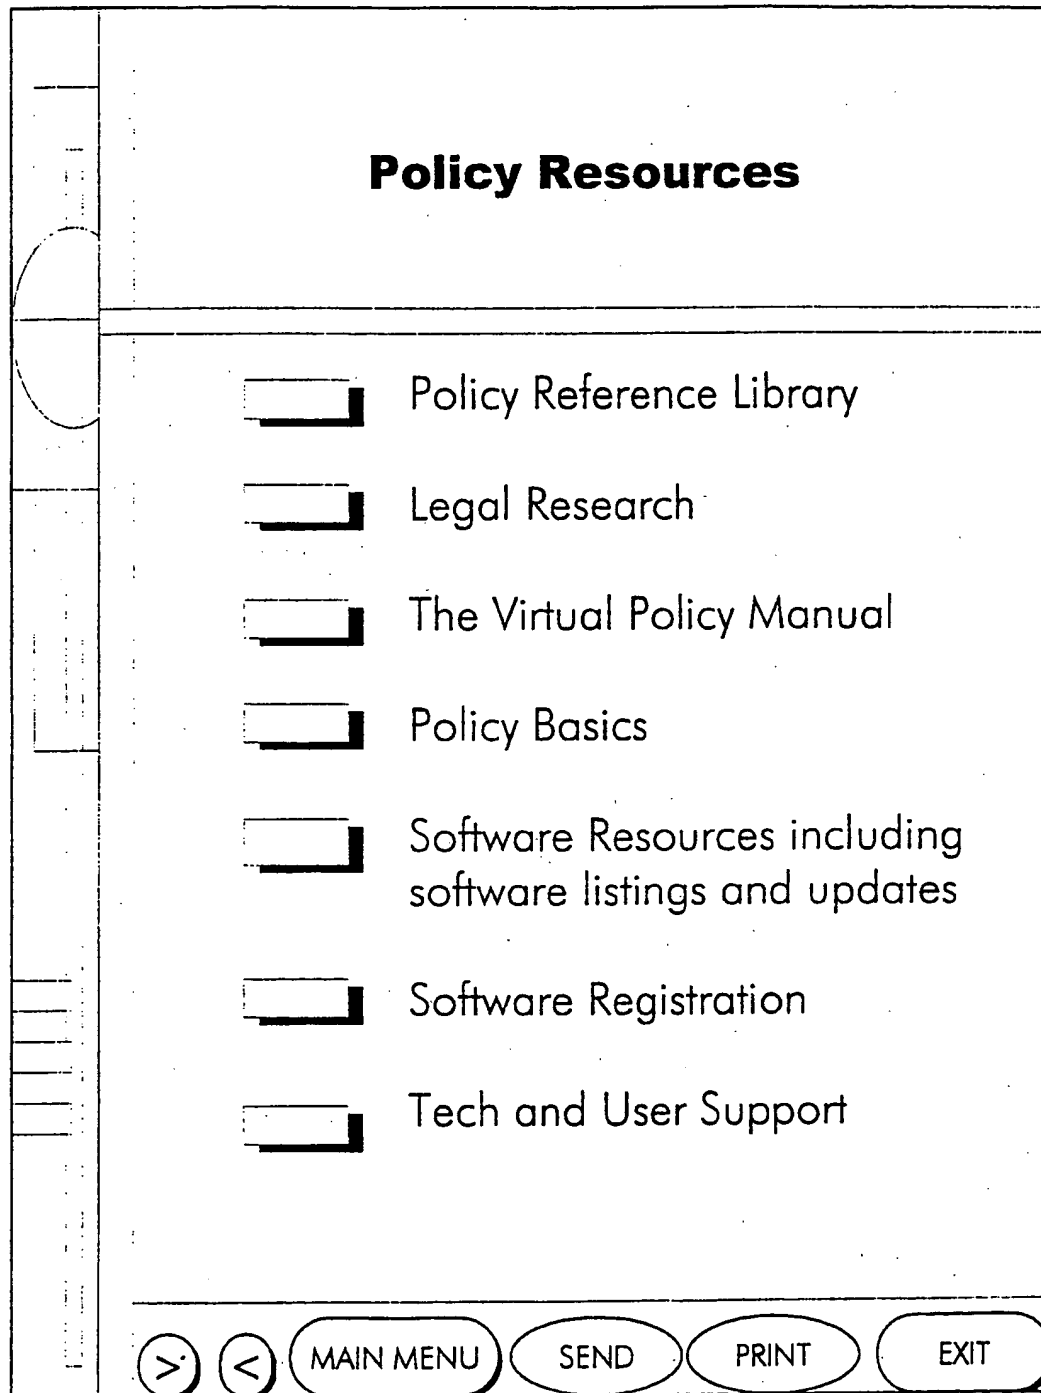 Policy Resources
Policy Reference Library
Legal Research
The Virtual Policy Manual
Policy Basics
Software Resources including
software listings and updates
Software Registration
Tech and User Support
> < MAIN MENU SEND PRINT EXIT